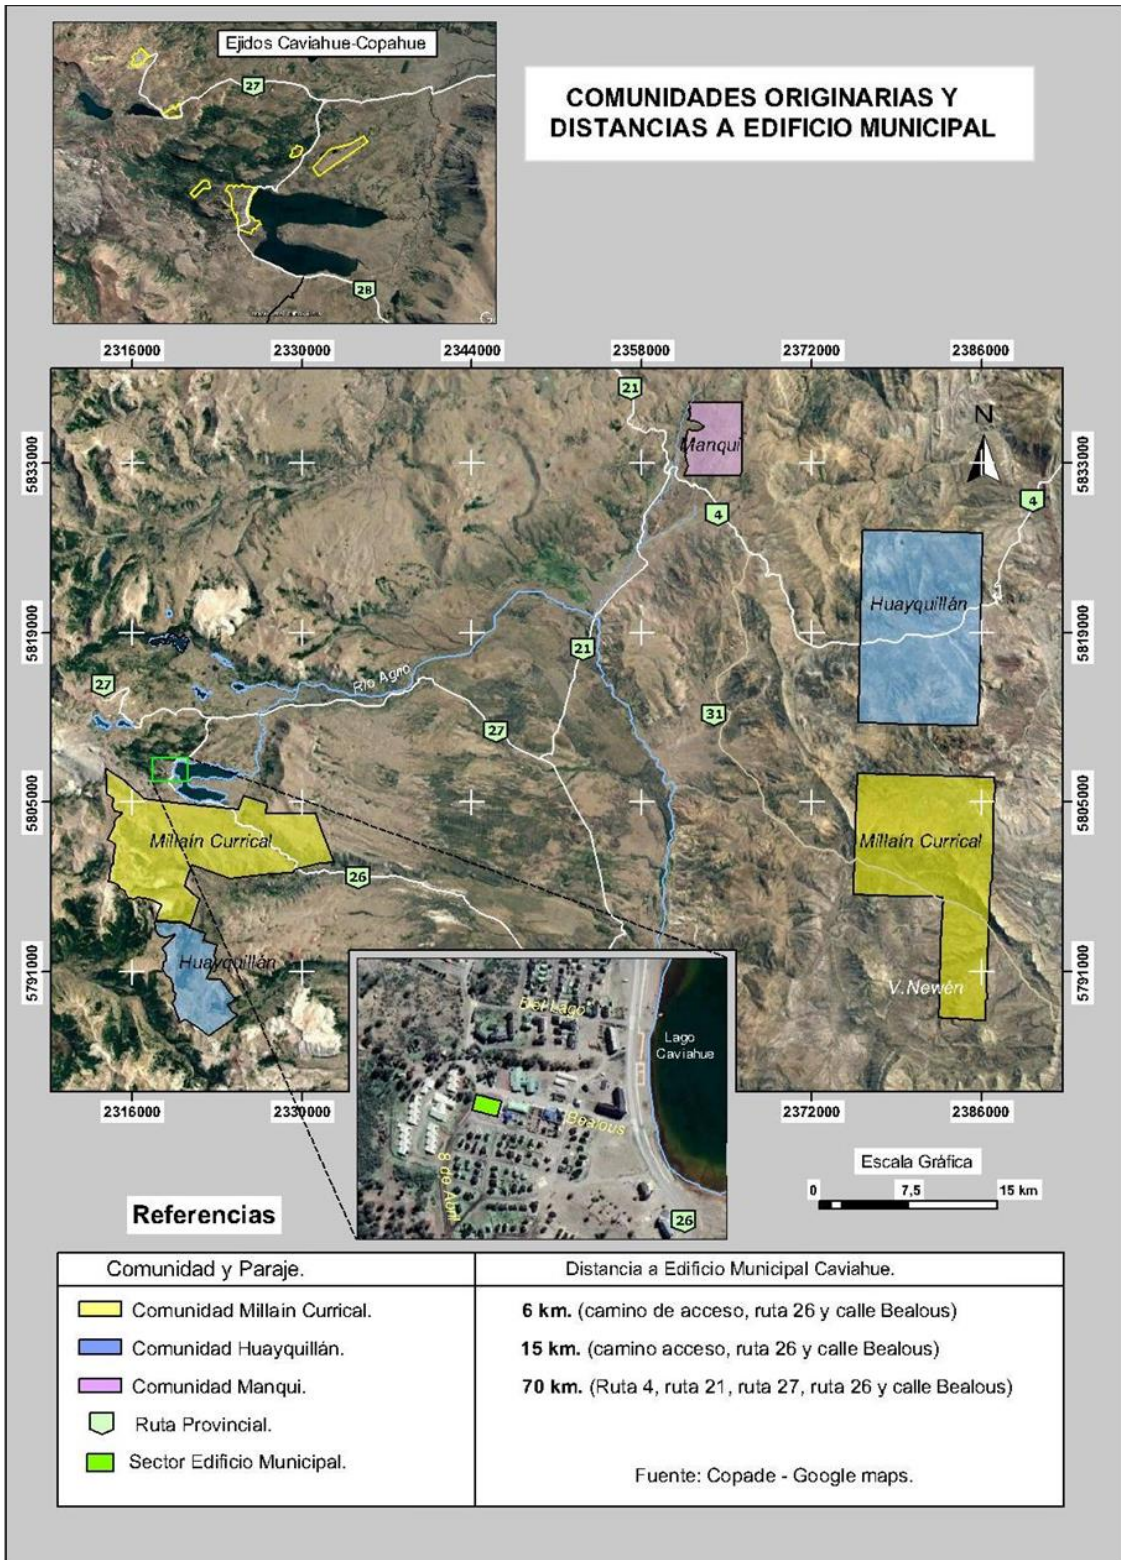 Ejidos Caviahue-Copahue
27
28
COMUNIDADES ORIGINARIAS Y
DISTANCIAS A EDIFICIO MUNICIPAL
2316000 2330000 2344000 2358000 2372000 2386000
21
N
Manqui
5833000
5833000
4
4
Huayquillán
5819000
5819000
21
Río Agrio
27
27
31
5805000
5805000
Millaín Currical
Millaín Currical
26
Huayquillán
5791000
5791000
V.Newén
Del Lago
Lago
Caviahue
Bealous
8 de Abril
26
2316000 2330000 2372000 2386000
Escala Gráfica
0 7,5 15 km
Referencias
Comunidad y Paraje. Distancia a Edificio Municipal Caviahue.
Comunidad Millain Currical. 6 km. (camino de acceso, ruta 26 y calle Bealous)
Comunidad Huayquillán. 15 km. (camino acceso, ruta 26 y calle Bealous)
Comunidad Manqui. 70 km. (Ruta 4, ruta 21, ruta 27, ruta 26 y calle Bealous)
Ruta Provincial.
Sector Edificio Municipal.
Fuente: Copade - Google maps.